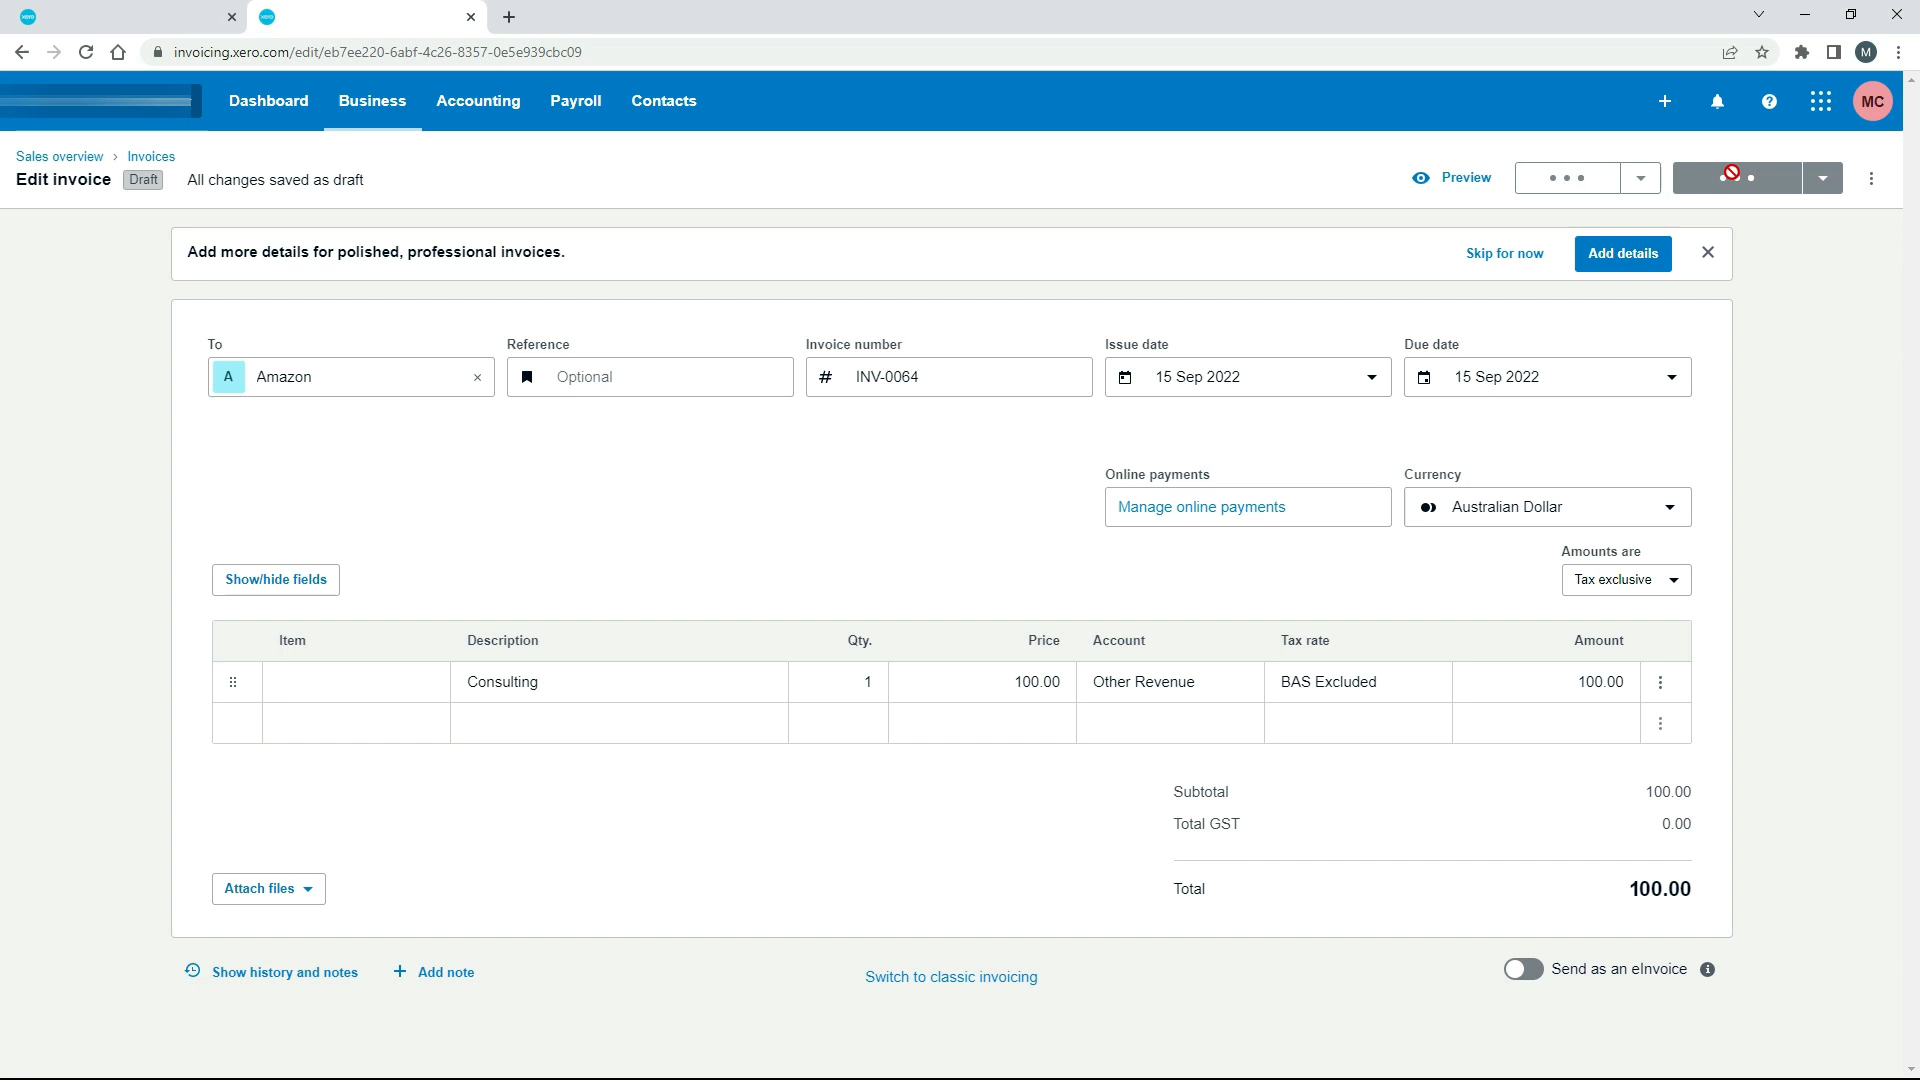 invoicing.xero.com/edit/eb7ee220-6abf-4c26-8357-0e5e939cbc09
M
Dashboard Business Accounting Payroll Contacts
MC
Sales overview > Invoices
Edit invoice Draft All changes saved as draft
Preview
Add more details for polished, professional invoices.
Skip for now Add details
To Reference Invoice number Issue date Due date
A Amazon Optional # INV-0064 15 Sep 2022 15 Sep 2022
Online payments Currency
Manage online payments Australian Dollar
Amounts are
Show/hide fields Tax exclusive
Item Description Qty. Price Account Tax rate Amount
Consulting 1 100.00 Other Revenue BAS Excluded 100.00
Subtotal 100.00
Total GST 0.00
Attach files Total 100.00
Show history and notes + Add note Switch to classic invoicing Send as an eInvoice